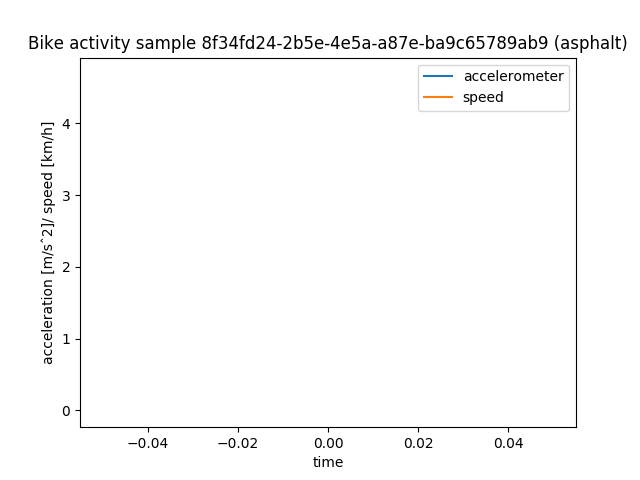 Bike activity sample 8f34fd24-2b5e-4e5a-a87e-ba9c65789ab9 (asphalt)
accelerometer
speed
acceleration [m/sˆ2]/ speed [km/h]
4
3
2
1
0
−0.04
−0.02
0.00
0.02
0.04
time